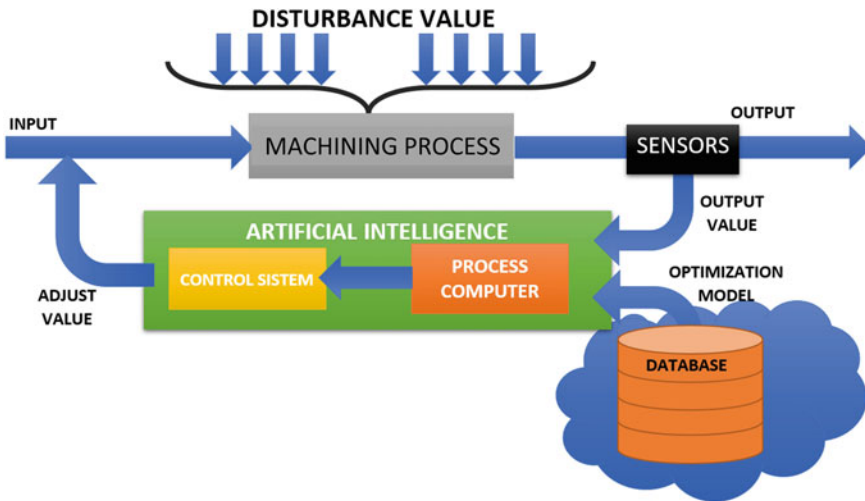 DISTURBANCE VALUE
INPUT
MACHINING PROCESS
SENSORS
OUTPUT
OUTPUT
VALUE
ARTIFICIAL INTELLIGENCE
CONTROL SISTEM
PROCESS
COMPUTER
OPTIMIZATION
MODEL
ADJUST
VALUE
DATABASE